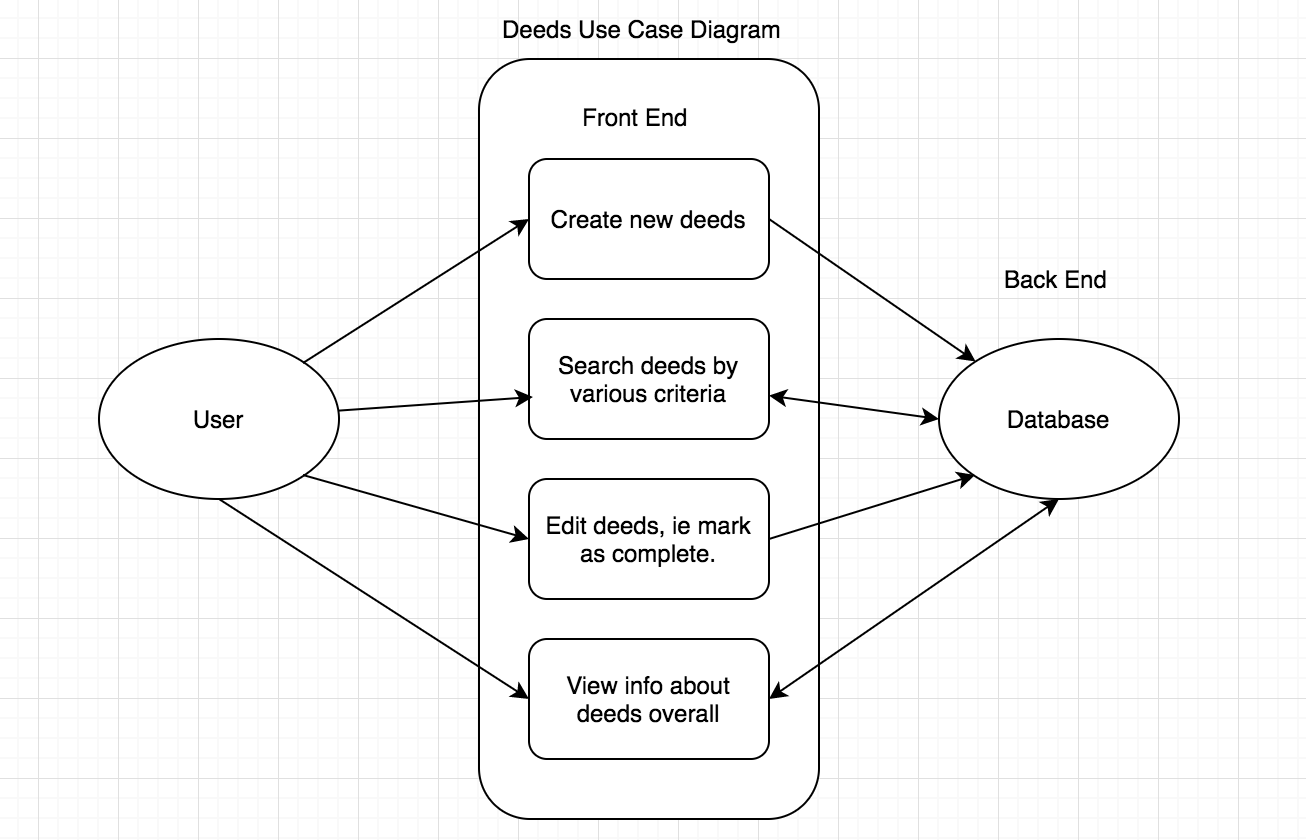 Deeds Use Case Diagram
Front End
Create new deeds
Back End
Search deeds by
various criteria
User
Database
Edit deeds, ie mark
as complete.
View info about
deeds overall